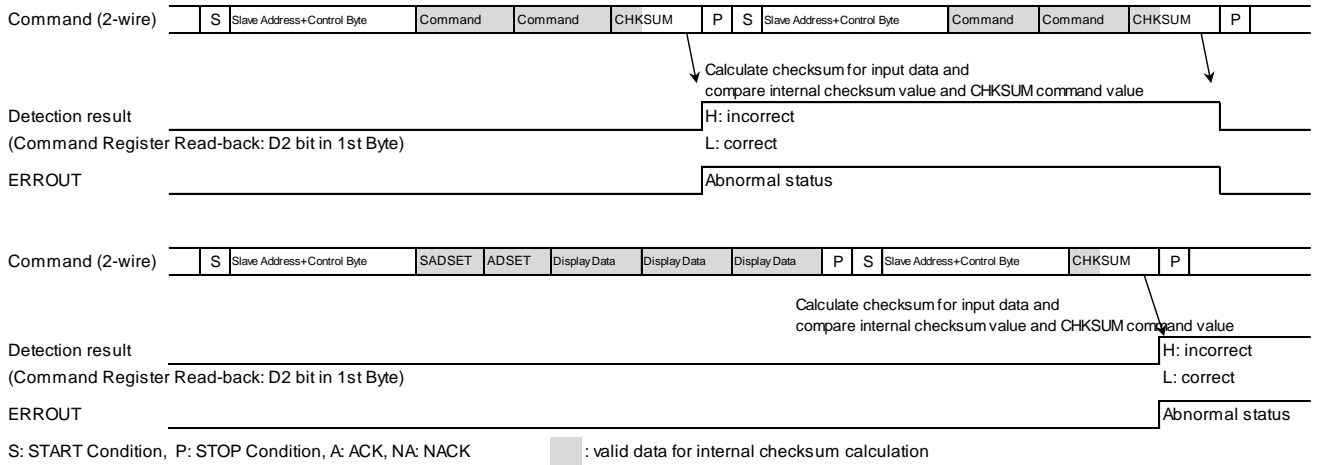 Command (2-wire) S Slave Address+Control Byte Command Command CHKSUM P S Slave Address+Control Byte Command Command CHKSUM P
Calculate checksum for input data and
compare internal checksum value and CHKSUM command value
Detection result H: incorrect
(Command Register Read-back: D2 bit in 1st Byte) L: correct
ERROUT Abnormal status
Command (2-wire) S Slave Address+Control Byte SADSET ADSET Display Data Display Data Display Data P S Slave Address+Control Byte CHKSUM P
Calculate checksum for input data and
compare internal checksum value and CHKSUM command value
Detection result H: incorrect
(Command Register Read-back: D2 bit in 1st Byte) L: correct
ERROUT Abnormal status
S: START Condition, P: STOP Condition, A: ACK, NA: NACK : valid data for internal checksum calculation